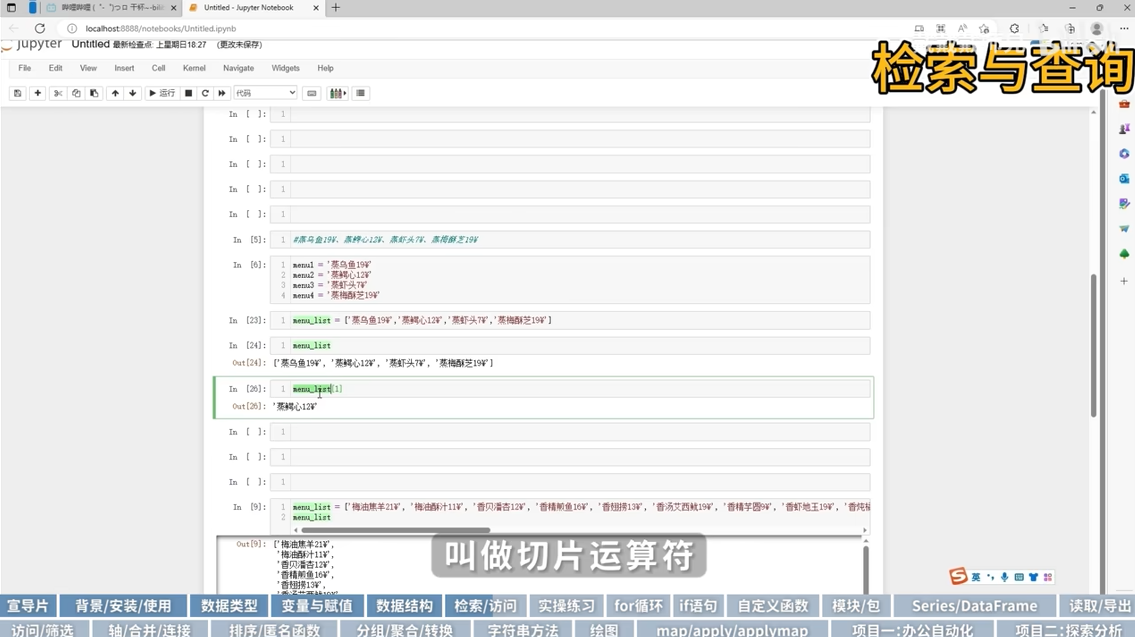 哔哩哔哩 (゜-゜)つロ 干杯~-bili
Untitled - Jupyter Notebook
localhost:8888/notebooks/Untitled.ipynb
Jupyter Untitled 最新检查点: 上星期日18:27 (更改未保存)
检索与查询
File Edit View Insert Cell Kernel Navigate Widgets Help
运行 代码
In [ ]: 1
In [ ]: 1
In [ ]: 1
In [ ]: 1
In [ ]: 1
In [5]: 1 #蒸乌鱼19¥、蒸鳄心12¥、蒸虾头7¥、蒸梅酥芝19¥
In [6]: 1 menu1 = '蒸乌鱼19¥'
2 menu2 = '蒸鳄心12¥'
3 menu3 = '蒸虾头7¥'
4 menu4 = '蒸梅酥芝19¥'
In [23]: 1 menu_list = ['蒸乌鱼19¥','蒸鳄心12¥','蒸虾头7¥','蒸梅酥芝19¥']
In [24]: 1 menu_list
Out[24]: ['蒸乌鱼19¥', '蒸鳄心12¥', '蒸虾头7¥', '蒸梅酥芝19¥']
In [26]: 1 menu_list[1]
Out[26]: '蒸鳄心12¥'
In [ ]: 1
In [ ]: 1
In [ ]: 1
In [9]: 1 menu_list = ['梅油焦羊21¥', '梅油酥汁11¥', '香贝潘杏12¥', '香精煎鱼16¥', '香翅捞13¥', '香汤艾西鱿19¥', '香精芋圆9¥', '香虾地玉19¥', '香炖
2 menu_list
Out[9]: ['梅油焦羊21¥',
'梅油酥汁11¥',
'香贝潘杏12¥',
'香精煎鱼16¥',
'香翅捞13¥',
叫做切片运算符
英
宣导片 背景/安装/使用 数据类型 变量与赋值 数据结构 检索/访问 实操练习 for循环 if语句 自定义函数 模块/包 Series/DataFrame 读取/导出
访问/筛选 轴/合并/连接 排序/匿名函数 分组/聚合/转换 字符串方法 绘图 map/apply/applymap 项目一:办公自动化 项目二:探索分析